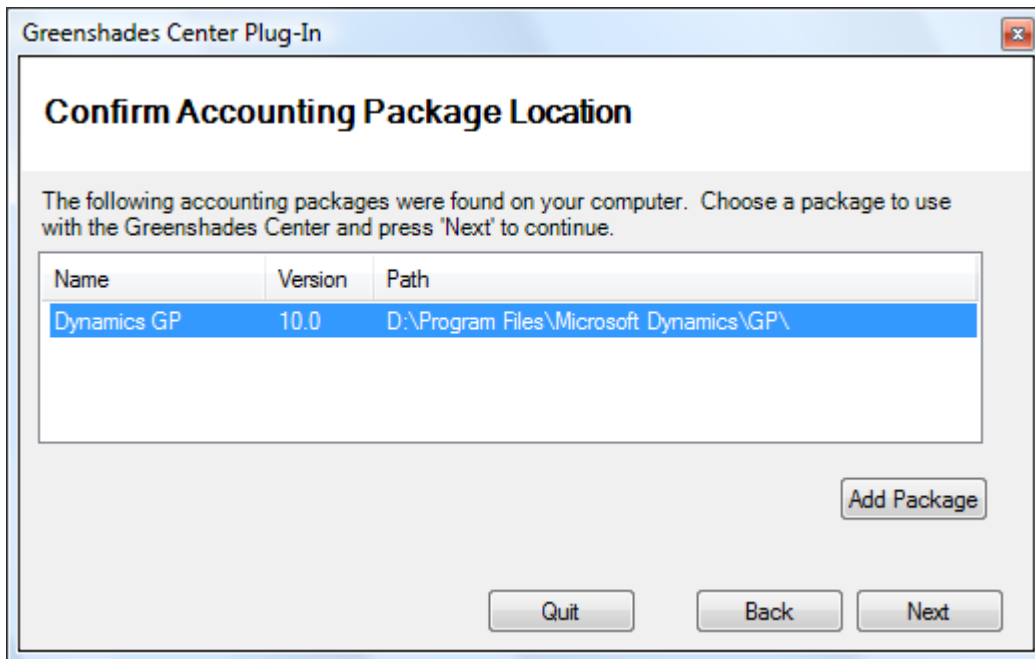 Greenshades Center Plug-In
Confirm Accounting Package Location
The following accounting packages were found on your computer.  Choose a package to use
with the Greenshades Center and press 'Next' to continue.
Name Version Path
Dynamics GP 10.0 D:\Program Files\Microsoft Dynamics\GP\
Add Package
Quit Back Next